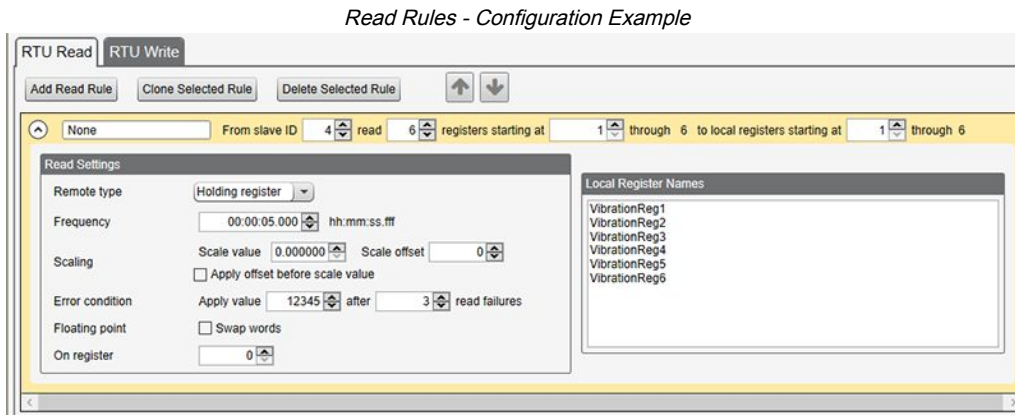 Read Rules - Configuration Example
RTU Read RTU Write
Add Read Rule Clone Selected Rule Delete Selected Rule
None From slave ID 4 read 6 registers starting at 1 through 6 to local registers starting at 1 through 6
Read Settings
Remote type Holding register
Frequency 00:00:05.000 hh:mm:ss.fff
Scaling Scale value 0.000000 Scale offset 0
Apply offset before scale value
Error condition Apply value 12345 after 3 read failures
Floating point Swap words
On register 0
Local Register Names
VibrationReg1
VibrationReg2
VibrationReg3
VibrationReg4
VibrationReg5
VibrationReg6